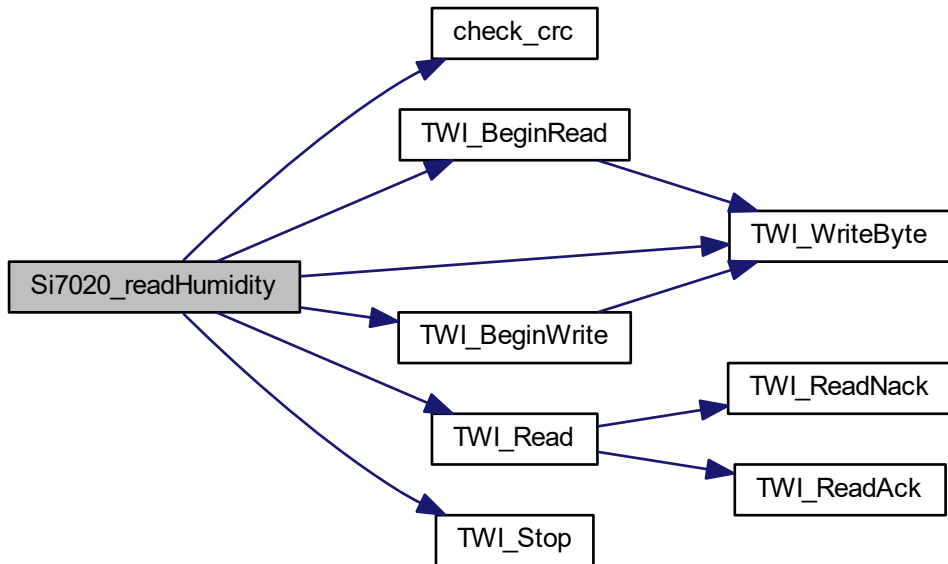 check_crc
TWI_BeginRead
TWI_WriteByte
Si7020_readHumidity
TWI_BeginWrite
TWI_ReadNack
TWI_Read
TWI_ReadAck
TWI_Stop